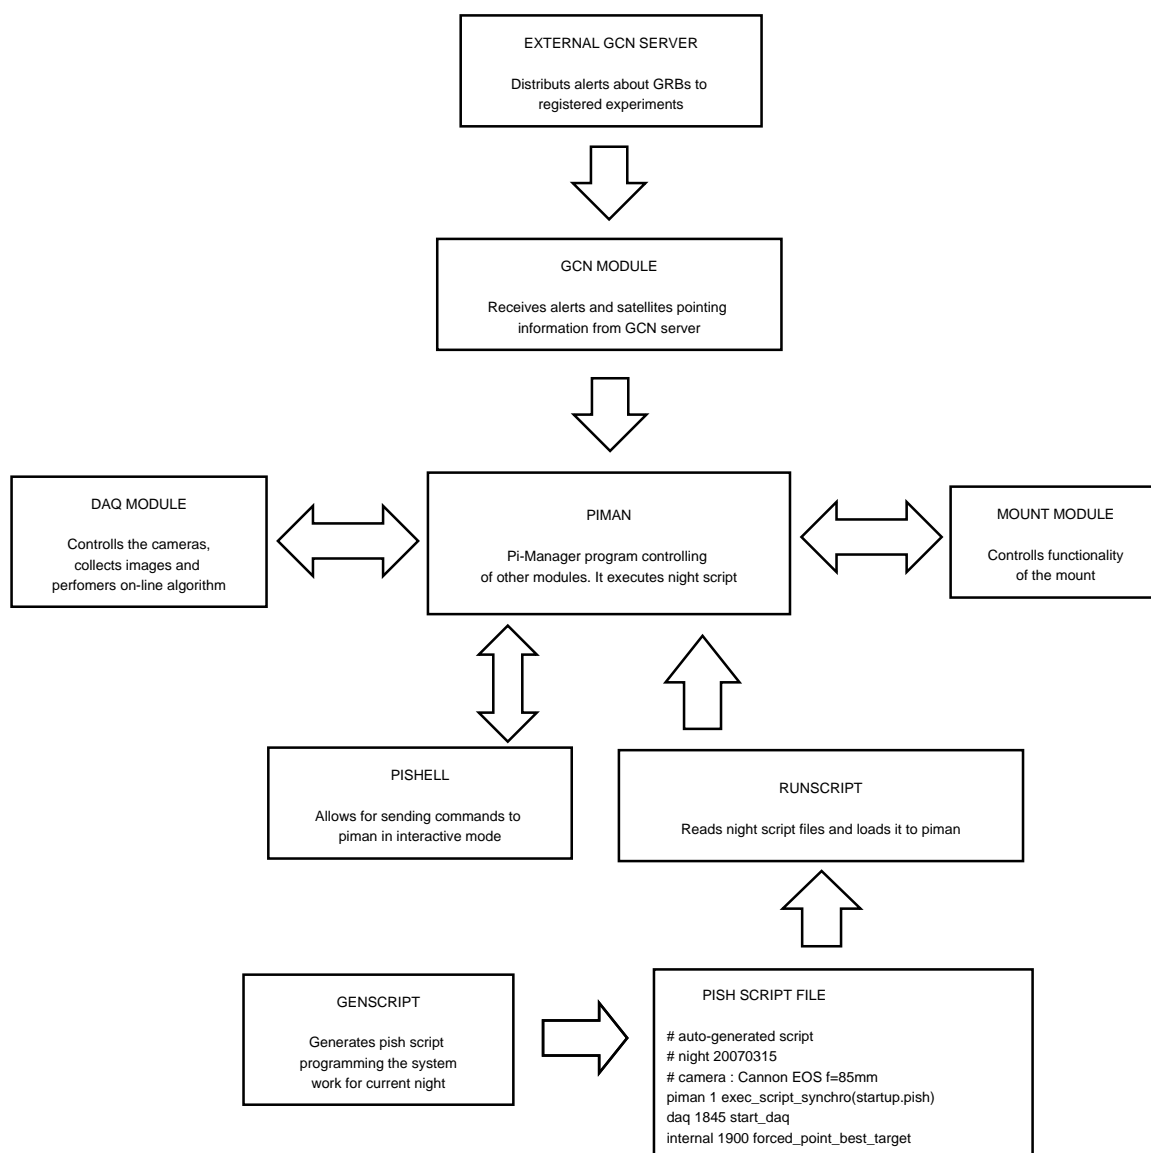 EXTERNAL GCN SERVER
Distributs alerts about GRBs to
registered experiments
GCN MODULE
Receives alerts and satellites pointing
information from GCN server
DAQ MODULE
Controlls the cameras,
collects images and
perfomers on-line algorithm
PIMAN
Pi-Manager program controlling
of other modules. It executes night script
MOUNT MODULE
Controlls functionality
of the mount
PISHELL
Allows for sending commands to
piman in interactive mode
RUNSCRIPT
Reads night script files and loads it to piman
GENSCRIPT
Generates pish script
programming the system
work for current night
PISH SCRIPT FILE
# auto-generated script
# night 20070315
# camera : Cannon EOS f=85mm
piman 1 exec_script_synchro(startup.pish)
daq 1845 start_daq
internal 1900 forced_point_best_target